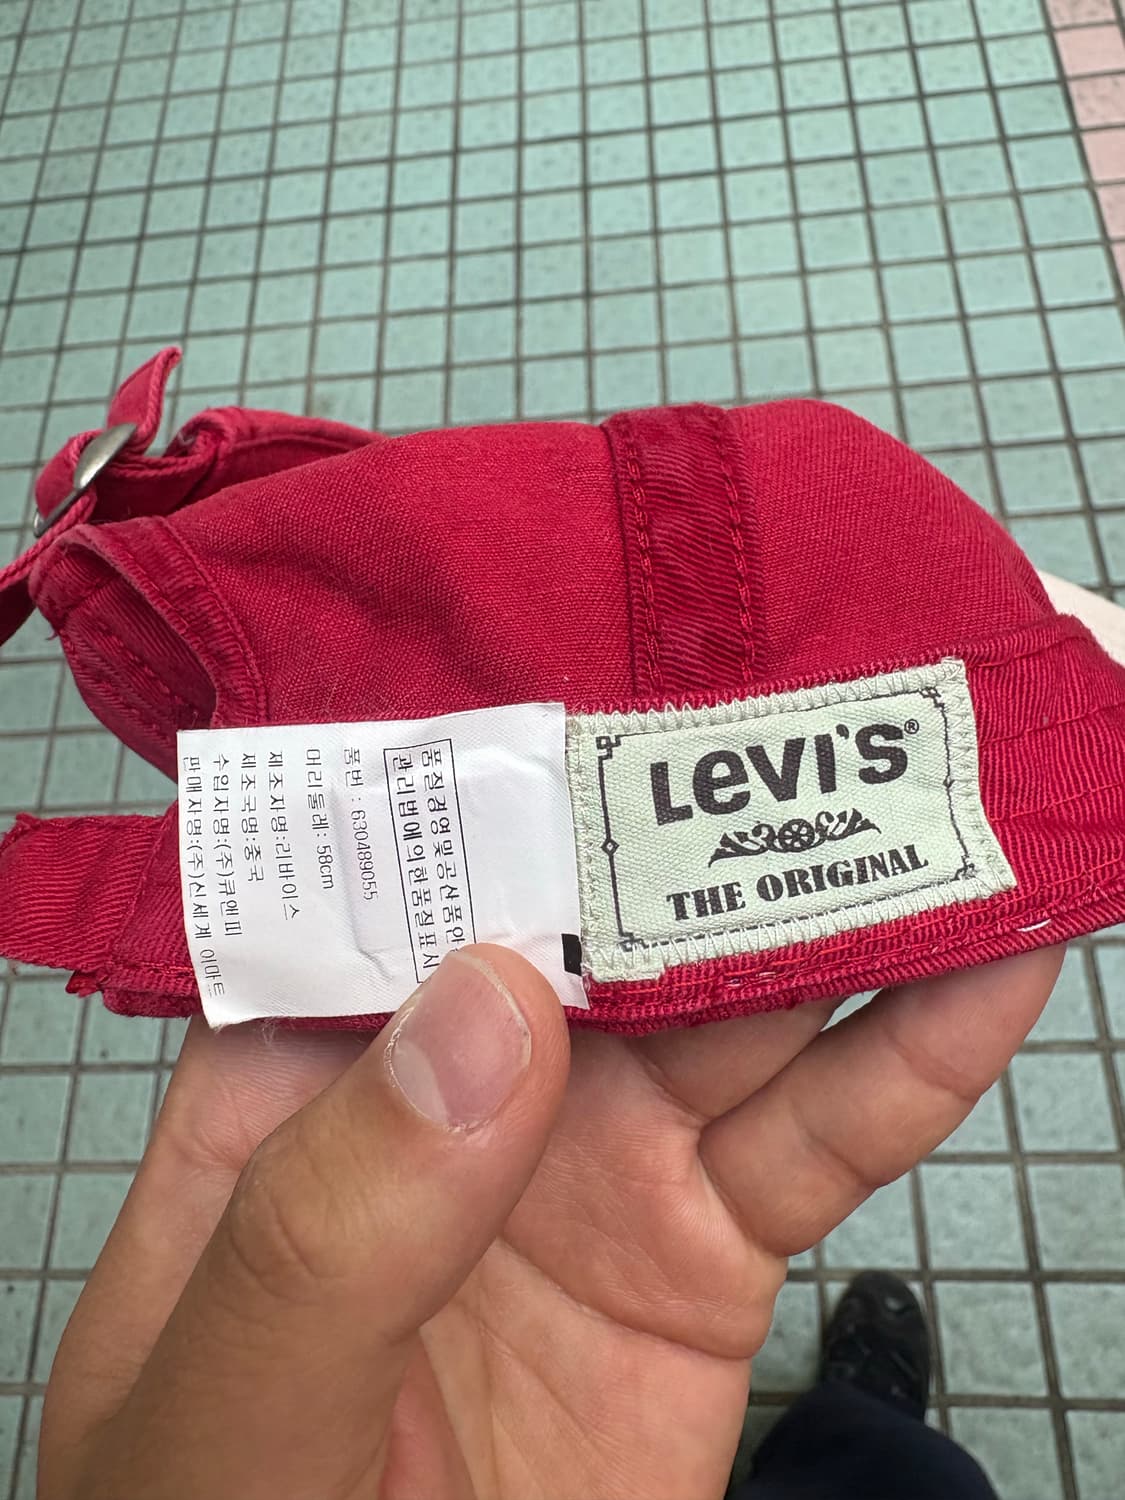 품질경영및공산품안
관리법에의한품질표시
품번 : 630489055
머리둘레: 58cm
제조자명:리바이스
제조국명:중국
수입자명:(주)큐앤피
판매자명:(주)신세계 이마트
LEVI'S®
THE ORIGINAL